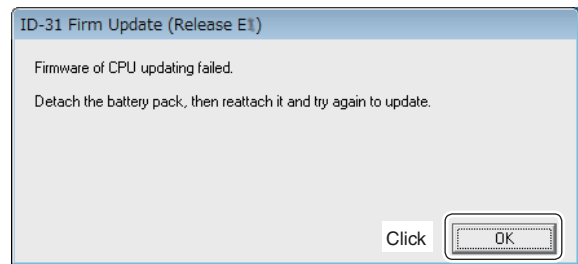 ID-31 Firm Update (Release E1)
Firmware of CPU updating failed.
Detach the battery pack, then reattach it and try again to update.
Click
OK